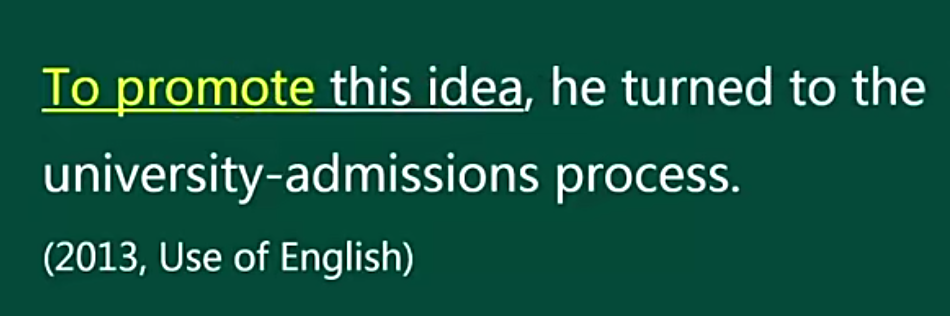 To promote this idea, he turned to the
university-admissions process.
(2013, Use of English)